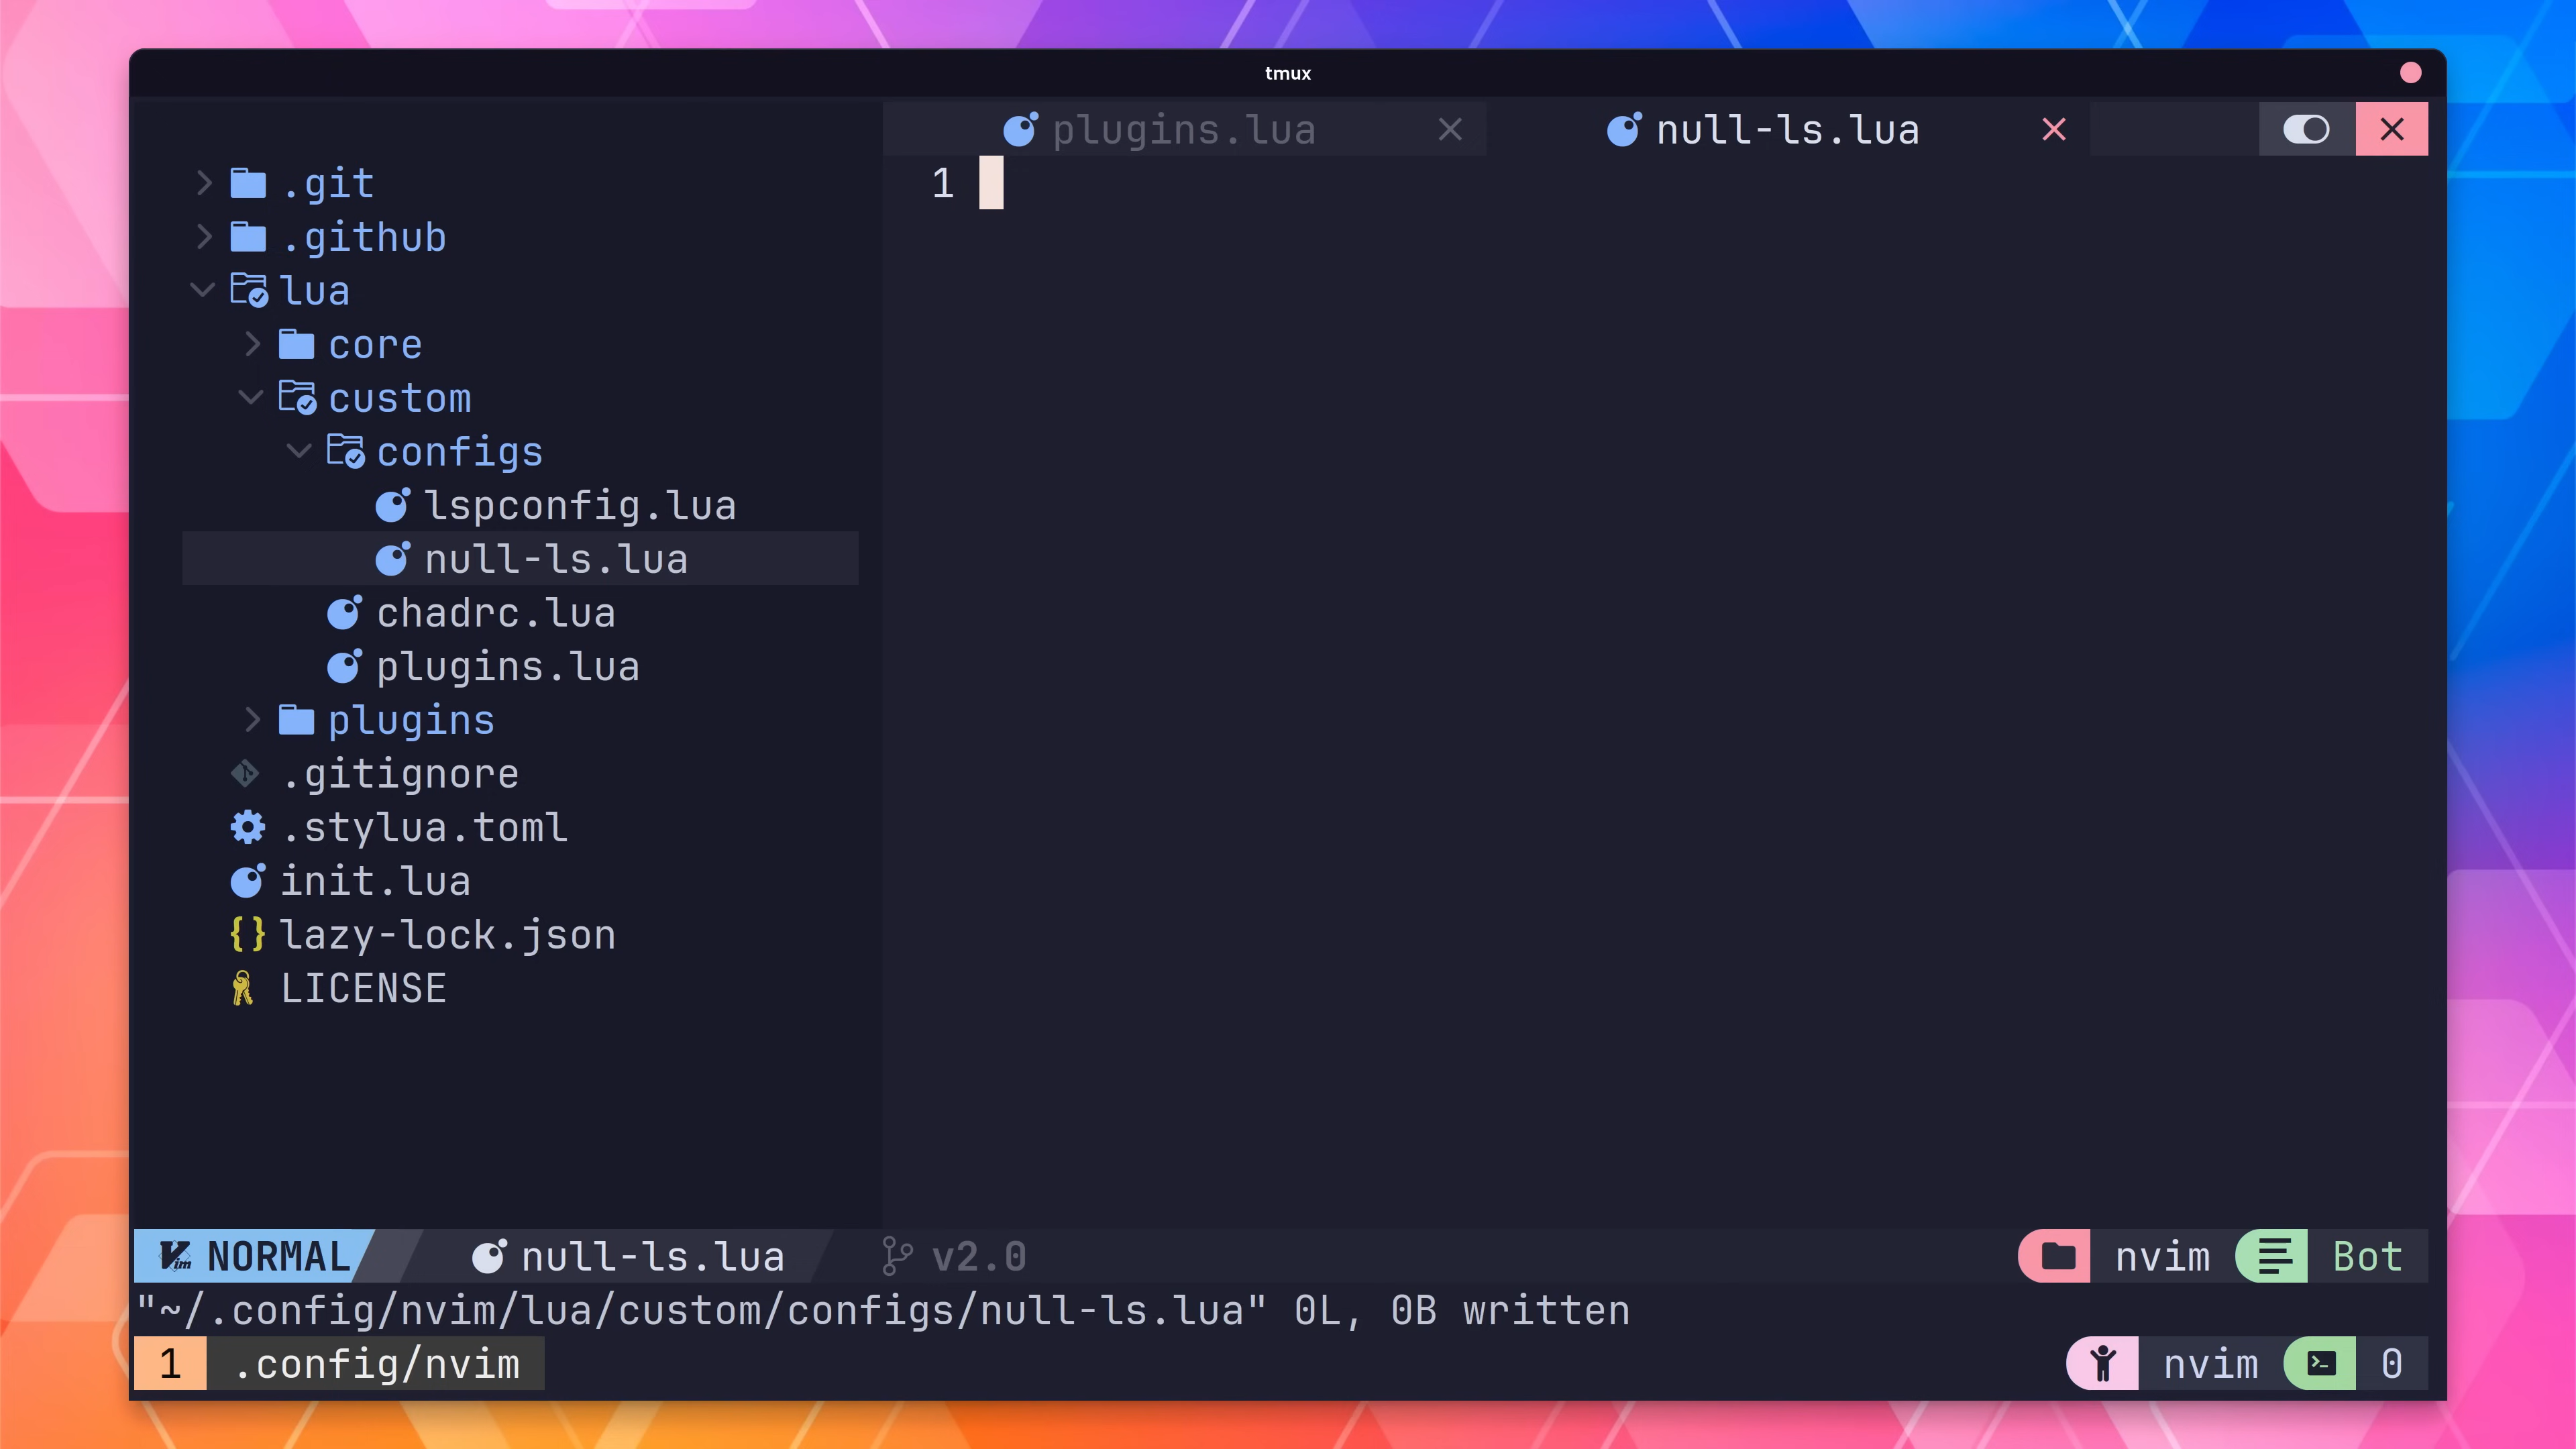 tmux
plugins.lua
null-ls.lua
.git
.github
lua
core
custom
configs
lspconfig.lua
null-ls.lua
chadrc.lua
plugins.lua
plugins
.gitignore
.stylua.toml
init.lua
lazy-lock.json
LICENSE
1
NORMAL null-ls.lua v2.0 nvim Bot
"~/.config/nvim/lua/custom/configs/null-ls.lua" 0L, 0B written
1 .config/nvim nvim 0